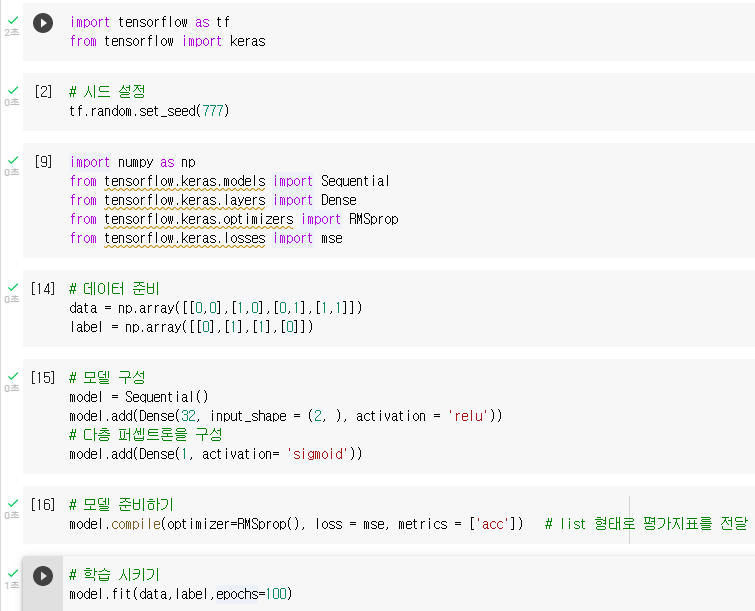 2초
import tensorflow as tf
from tensorflow import keras
0초
[2]
# 시드 설정
tf.random.set_seed(777)
0초
[9]
import numpy as np
from tensorflow.keras.models import Sequential
from tensorflow.keras.layers import Dense
from tensorflow.keras.optimizers import RMSprop
from tensorflow.keras.losses import mse
0초
[14]
# 데이터 준비
data = np.array([[0,0],[1,0],[0,1],[1,1]])
label = np.array([[0],[1],[1],[0]])
0초
[15]
# 모델 구성
model = Sequential()
model.add(Dense(32, input_shape = (2, ), activation = 'relu'))
# 다층 퍼셉트론을 구성
model.add(Dense(1, activation= 'sigmoid'))
0초
[16]
# 모델 준비하기
model.compile(optimizer=RMSprop(), loss = mse, metrics = ['acc']) # list 형태로 평가지표를 전달
1초
# 학습 시키기
model.fit(data,label,epochs=100)